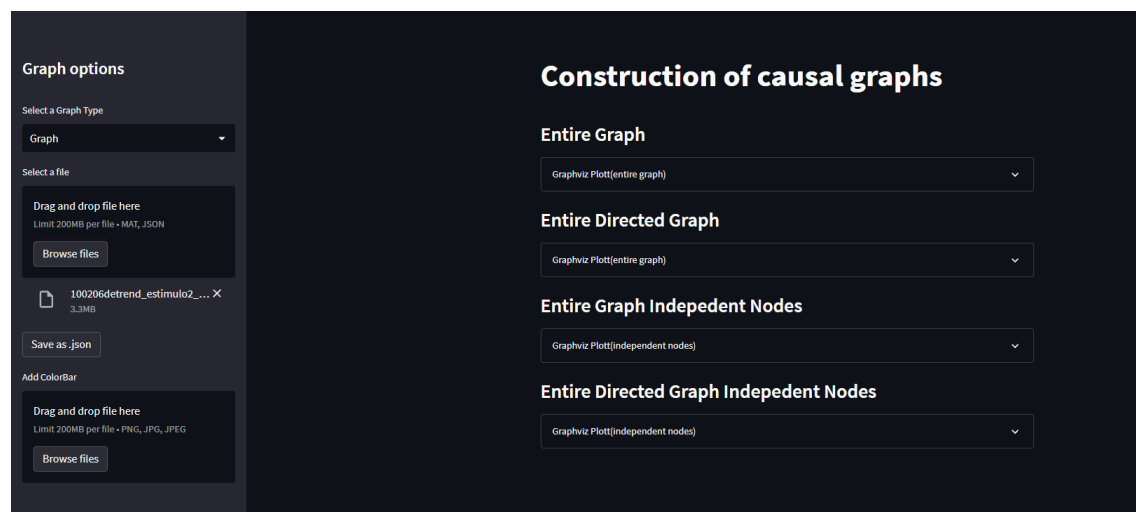 Graph options
Select a Graph Type
Graph
Select a file
Drag and drop file here
Limit 200MB per file • MAT, JSON
Browse files
100206detrend_estimulo2_...
3.3MB
Save as .json
Add ColorBar
Drag and drop file here
Limit 200MB per file • PNG, JPG, JPEG
Browse files
Construction of causal graphs
Entire Graph
Graphviz Plott(entire graph)
Entire Directed Graph
Graphviz Plott(entire graph)
Entire Graph Indepedent Nodes
Graphviz Plott(independent nodes)
Entire Directed Graph Indepedent Nodes
Graphviz Plott(independent nodes)